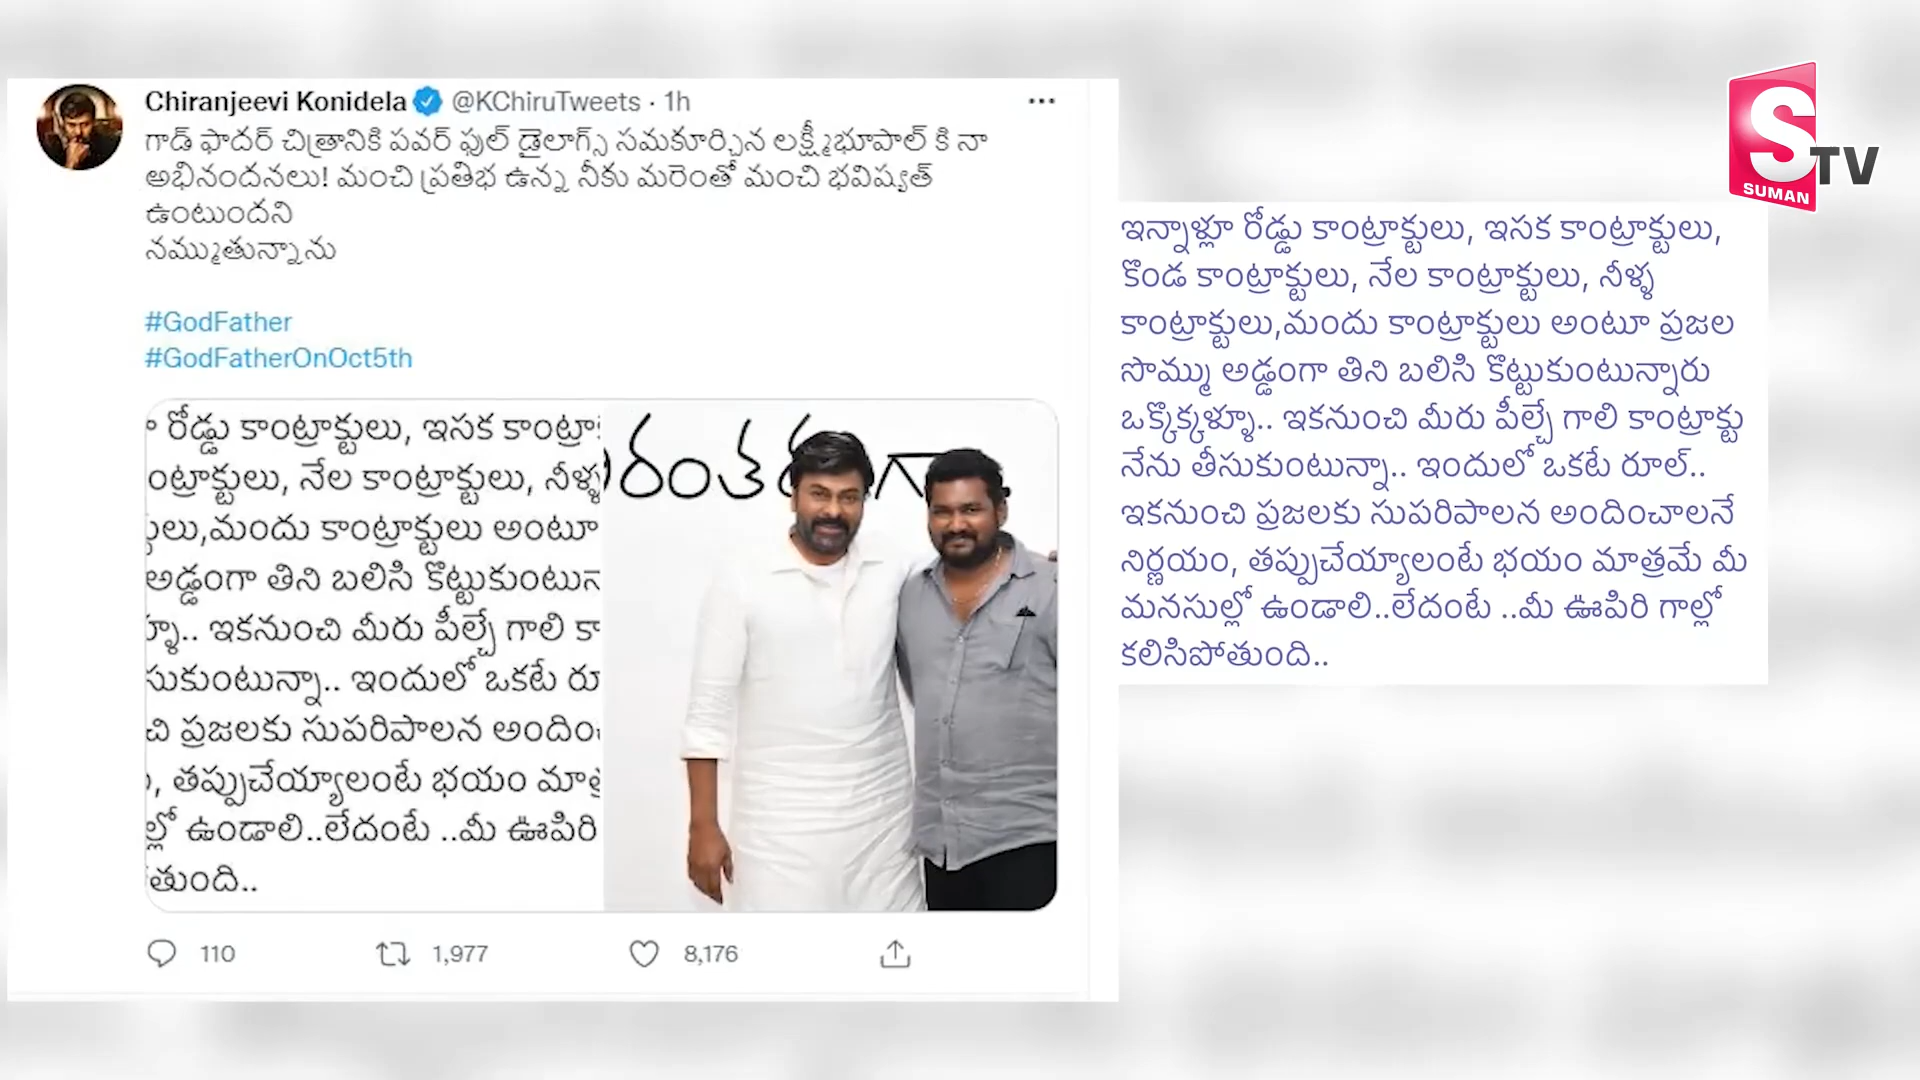 Chiranjeevi Konidela @KChiruTweets · 1h
గాడ్ ఫాదర్ చిత్రానికి పవర్ ఫుల్ డైలాగ్స్ సమకూర్చిన లక్ష్మీభూపాల్ కి నా
అభినందనలు! మంచి ప్రతిభ ఉన్న నీకు మరెంతో మంచి భవిష్యత్
ఉంటుందని
నమ్ముతున్నాను
#GodFather
#GodFatherOnOct5th
రోడ్డు కాంట్రాక్టులు, ఇసక కాంట్రా
ంట్రాక్టులు, నేల కాంట్రాక్టులు, నీళ్ళ
టులు,మందు కాంట్రాక్టులు అంటూ
అడ్డంగా తిని బలిసి కొట్టుకుంటున
్ళూ.. ఇకనుంచి మీరు పీల్చే గాలి కా
సుకుంటున్నా.. ఇందులో ఒకటే రూ
చి ప్రజలకు సుపరిపాలన అందిం
, తప్పుచేయ్యాలంటే భయం మాత్ర
ల్లో ఉండాలి..లేదంటే ..మీ ఊపిరి
తుంది..
110 1,977 8,176
S TV
SUMAN
ఇన్నాళ్లూ రోడ్డు కాంట్రాక్టులు, ఇసక కాంట్రాక్టులు,
కొండ కాంట్రాక్టులు, నేల కాంట్రాక్టులు, నీళ్ళ
కాంట్రాక్టులు,మందు కాంట్రాక్టులు అంటూ ప్రజల
సొమ్ము అడ్డంగా తిని బలిసి కొట్టుకుంటున్నారు
ఒక్కొక్కళ్ళూ.. ఇకనుంచి మీరు పీల్చే గాలి కాంట్రాక్టు
నేను తీసుకుంటున్నా.. ఇందులో ఒకటే రూల్..
ఇకనుంచి ప్రజలకు సుపరిపాలన అందించాలనే
నిర్ణయం, తప్పుచేయ్యాలంటే భయం మాత్రమే మీ
మనసుల్లో ఉండాలి..లేదంటే ..మీ ఊపిరి గాల్లో
కలిసిపోతుంది..